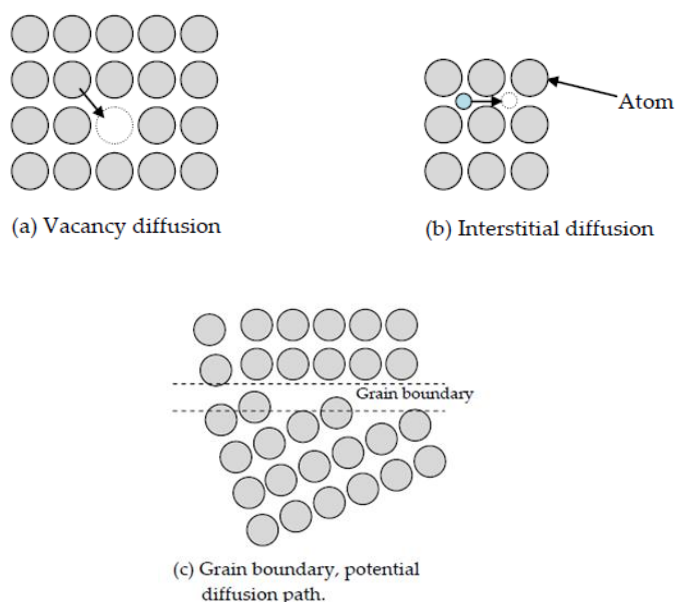 Atom
(a) Vacancy diffusion
(b) Interstitial diffusion
Grain boundary
(c) Grain boundary, potential
diffusion path.